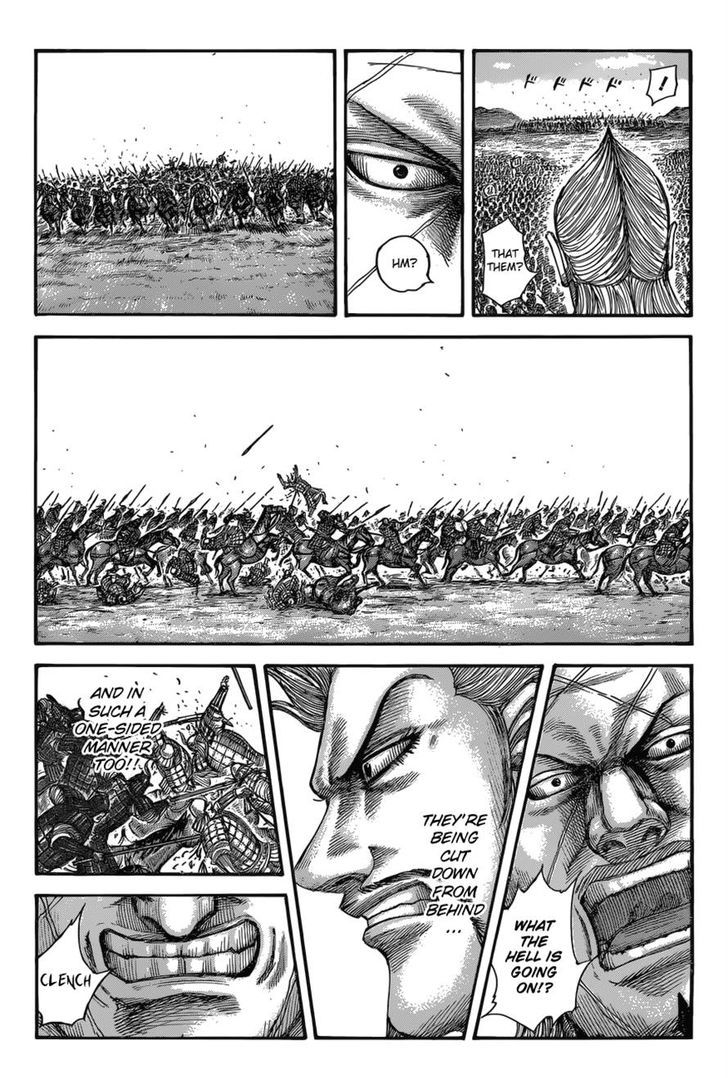 ドドドド
!
THAT
THEM?
HM?
WHAT
THE
HELL IS
GOING
ON!?
THEY'RE
BEING
CUT
DOWN
FROM
BEHIND
...
AND IN
SUCH A
ONE-SIDED
MANNER
TOO!!
CLENCH